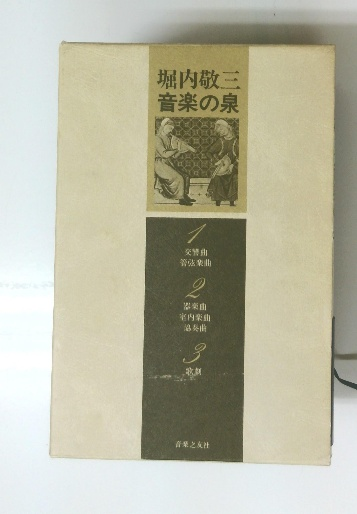 堀内敬三
音楽の泉
1
交響曲
管弦楽曲
2
器楽曲
室内楽曲
協奏曲
3
歌劇
音楽之友社